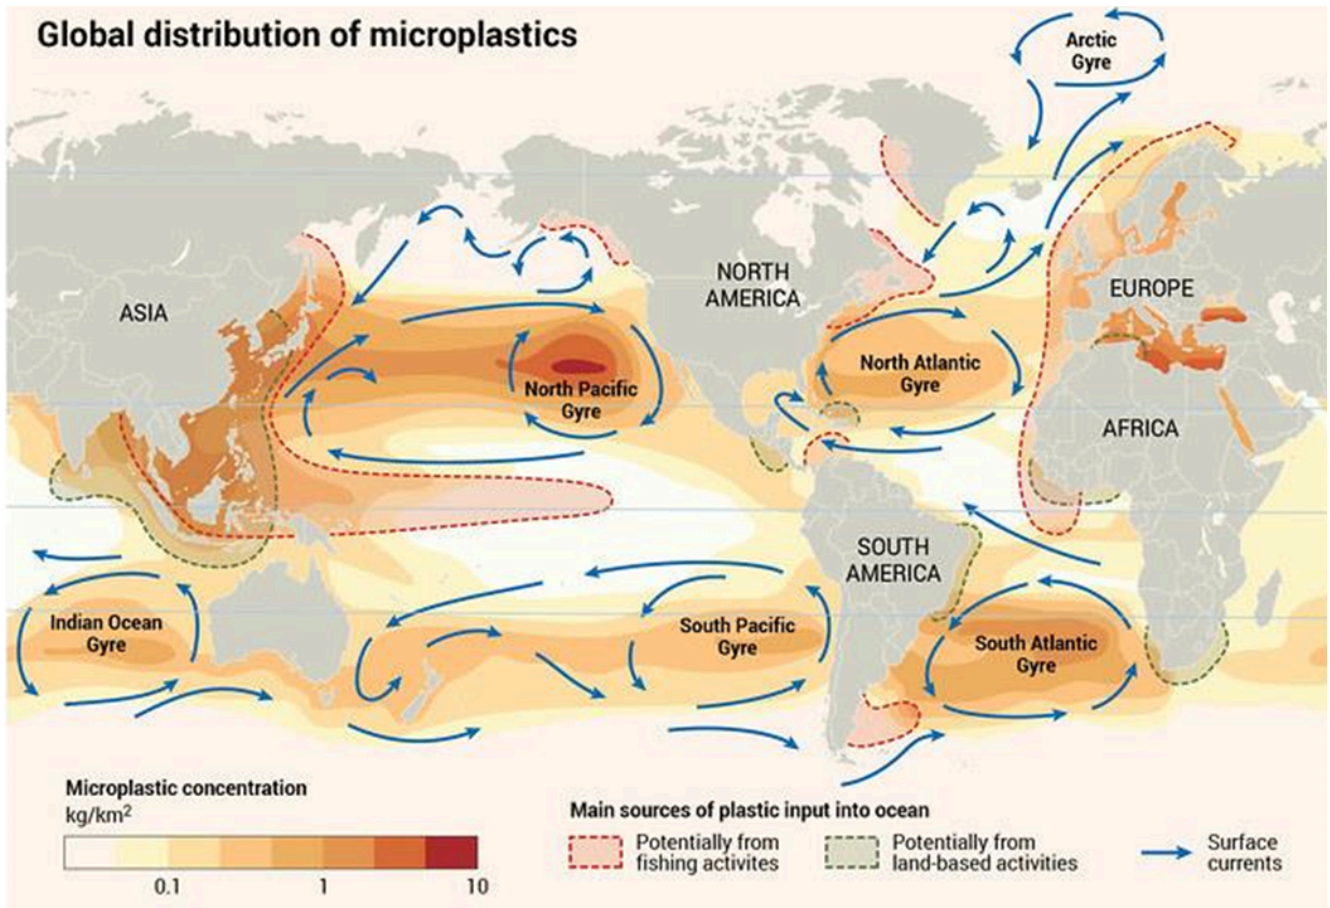 Global distribution of microplastics
Arctic
Gyre
ASIA
NORTH
AMERICA
EUROPE
North Pacific
Gyre
North Atlantic
Gyre
AFRICA
SOUTH
AMERICA
Indian Ocean
Gyre
South Pacific
Gyre
South Atlantic
Gyre
Microplastic concentration
kg/km²
0.1 1 10
Main sources of plastic input into ocean
Potentially from
fishing activites
Potentially from
land-based activities
Surface
currents